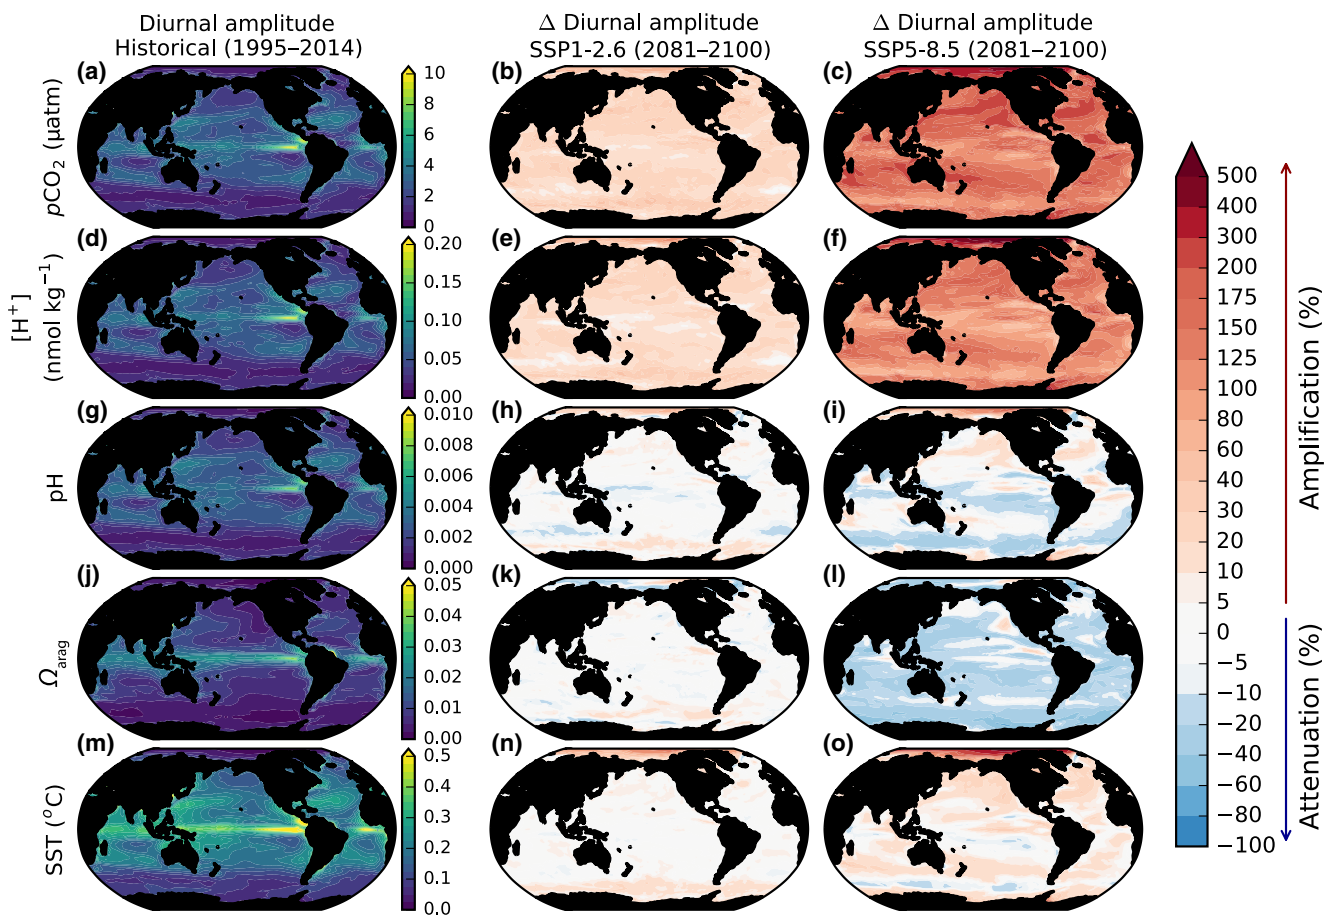 Diurnal amplitude
Historical (1995–2014)
Δ Diurnal amplitude
SSP1-2.6 (2081–2100)
Δ Diurnal amplitude
SSP5-8.5 (2081–2100)
pCO₂ (µatm)
(a)
10
8
6
4
2
0
(b)
(c)
[H⁺]
(nmol kg⁻¹)
(d)
0.20
0.15
0.10
0.05
0.00
(e)
(f)
pH
(g)
0.010
0.008
0.006
0.004
0.002
0.000
(h)
(i)
Ωarag
(j)
0.05
0.04
0.03
0.02
0.01
0.00
(k)
(l)
SST (°C)
(m)
0.5
0.4
0.3
0.2
0.1
0.0
(n)
(o)
500
400
300
200
175
150
125
100
80
60
40
30
20
10
5
0
−5
−10
−20
−40
−60
−80
−100
Amplification (%)
Attenuation (%)